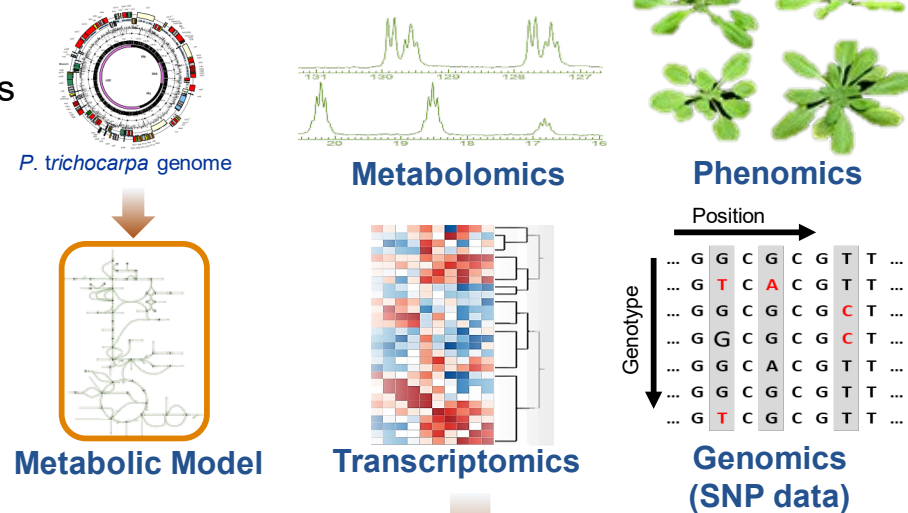 s
P. trichocarpa genome
131 130 129 128 127
20 19 18 17 16
Metabolomics
Phenomics
Metabolic Model
Transcriptomics
Position
Genotype
... G G C G C G T T ...
... G T C A C G T T ...
... G G C G C G C T ...
... G G C G C G C T ...
... G G C A C G T T ...
... G G C G C G T T ...
... G T C G C G T T ...
Genomics
(SNP data)